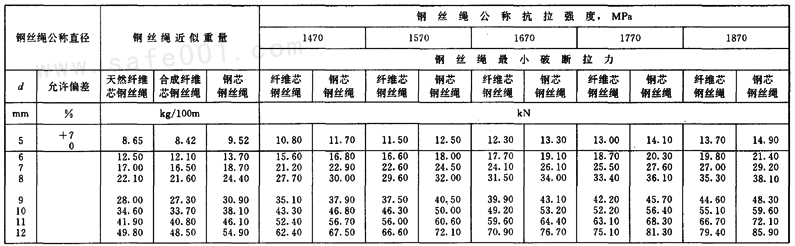 钢丝绳公称直径 钢丝绳近似重量 钢丝绳公称抗拉强度,MPa
1470 1570 1670 1770 1870
钢丝绳最小破断拉力
d 允许偏差 天然纤维芯钢丝绳 合成纤维芯钢丝绳 钢芯钢丝绳 纤维芯钢丝绳 钢芯钢丝绳 纤维芯钢丝绳 钢芯钢丝绳 纤维芯钢丝绳 钢芯钢丝绳 纤维芯钢丝绳 钢芯钢丝绳 纤维芯钢丝绳 钢芯钢丝绳
mm % kg/100m kN
5 +7 0 8.65 8.42 9.52 10.80 11.70 11.50 12.50 12.30 13.30 13.00 14.10 13.70 14.90
6 12.50 12.10 13.70 15.60 16.80 16.60 18.00 17.70 19.10 18.70 20.30 19.80 21.40
7 17.00 16.50 18.70 21.20 22.90 22.60 24.50 24.10 26.10 25.50 27.60 27.00 29.20
8 22.10 21.60 24.40 27.70 30.00 29.60 32.00 31.50 34.00 33.40 36.10 35.30 38.10
9 28.00 27.30 30.90 35.10 37.90 37.50 40.50 39.90 43.10 42.20 45.70 44.60 48.30
10 34.60 33.70 38.10 43.30 46.80 46.30 50.00 49.20 53.20 52.20 56.40 55.10 59.60
11 41.90 40.80 46.10 52.40 56.70 56.00 60.60 59.60 64.40 63.10 68.30 66.70 72.10
12 49.80 48.50 54.90 62.40 67.50 66.60 72.10 70.90 76.70 75.10 81.30 79.40 85.90
www.safe001.com